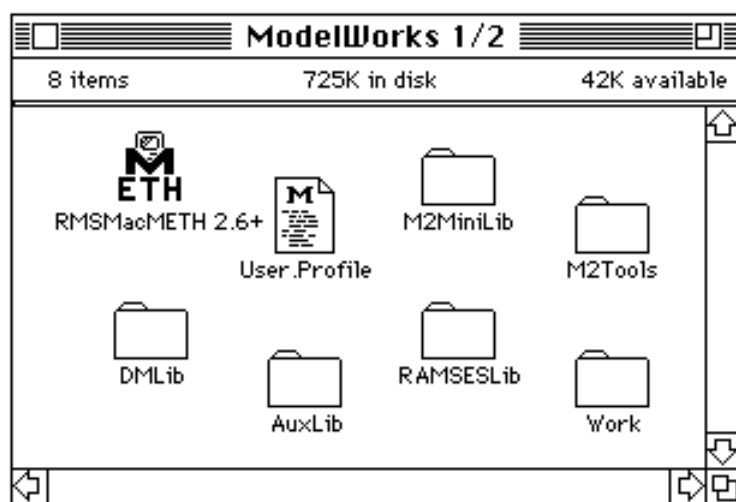 ModelWorks 1/2
8 items 725K in disk 42K available
M
ETH
RMSMacMETH 2.6+
M
User.Profile
M2MiniLib
M2Tools
DMLib
AuxLib
RAMSESLib
Work